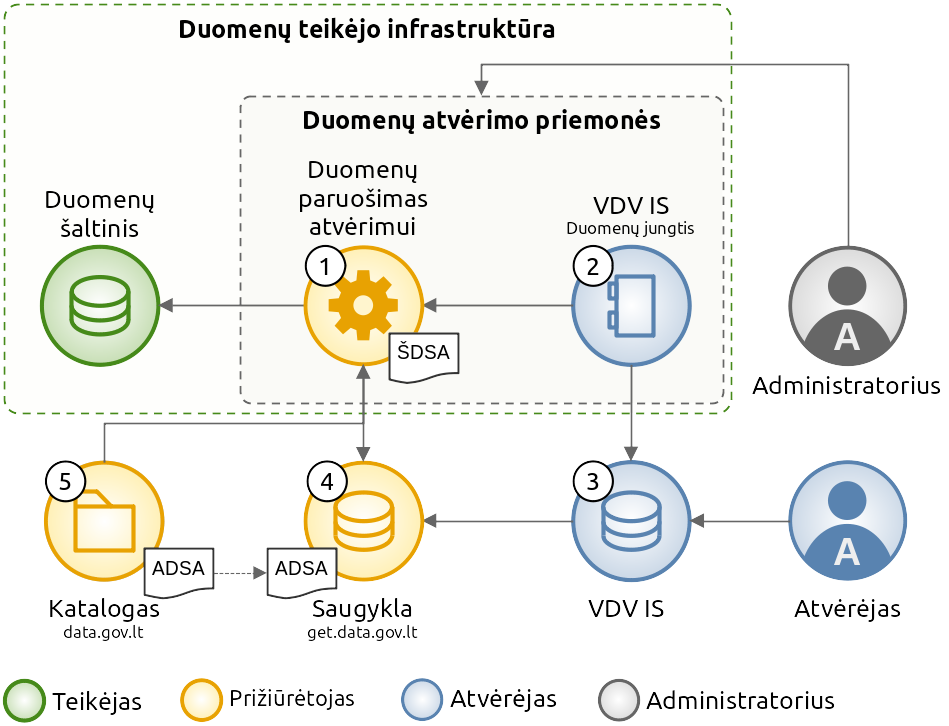 Duomenų teikėjo infrastruktūra
Duomenų atvėrimo priemonės
Duomenų
šaltinis
Duomenų
paruošimas
atvėrimui
VDV IS
Duomenų jungtis
1
2
ŠDSA
A
Administratorius
5
4
3
A
ADSA
ADSA
Katalogas
data.gov.lt
Saugykla
get.data.gov.lt
VDV IS
Atvėrėjas
Teikėjas
Prižiūrėtojas
Atvėrėjas
Administratorius